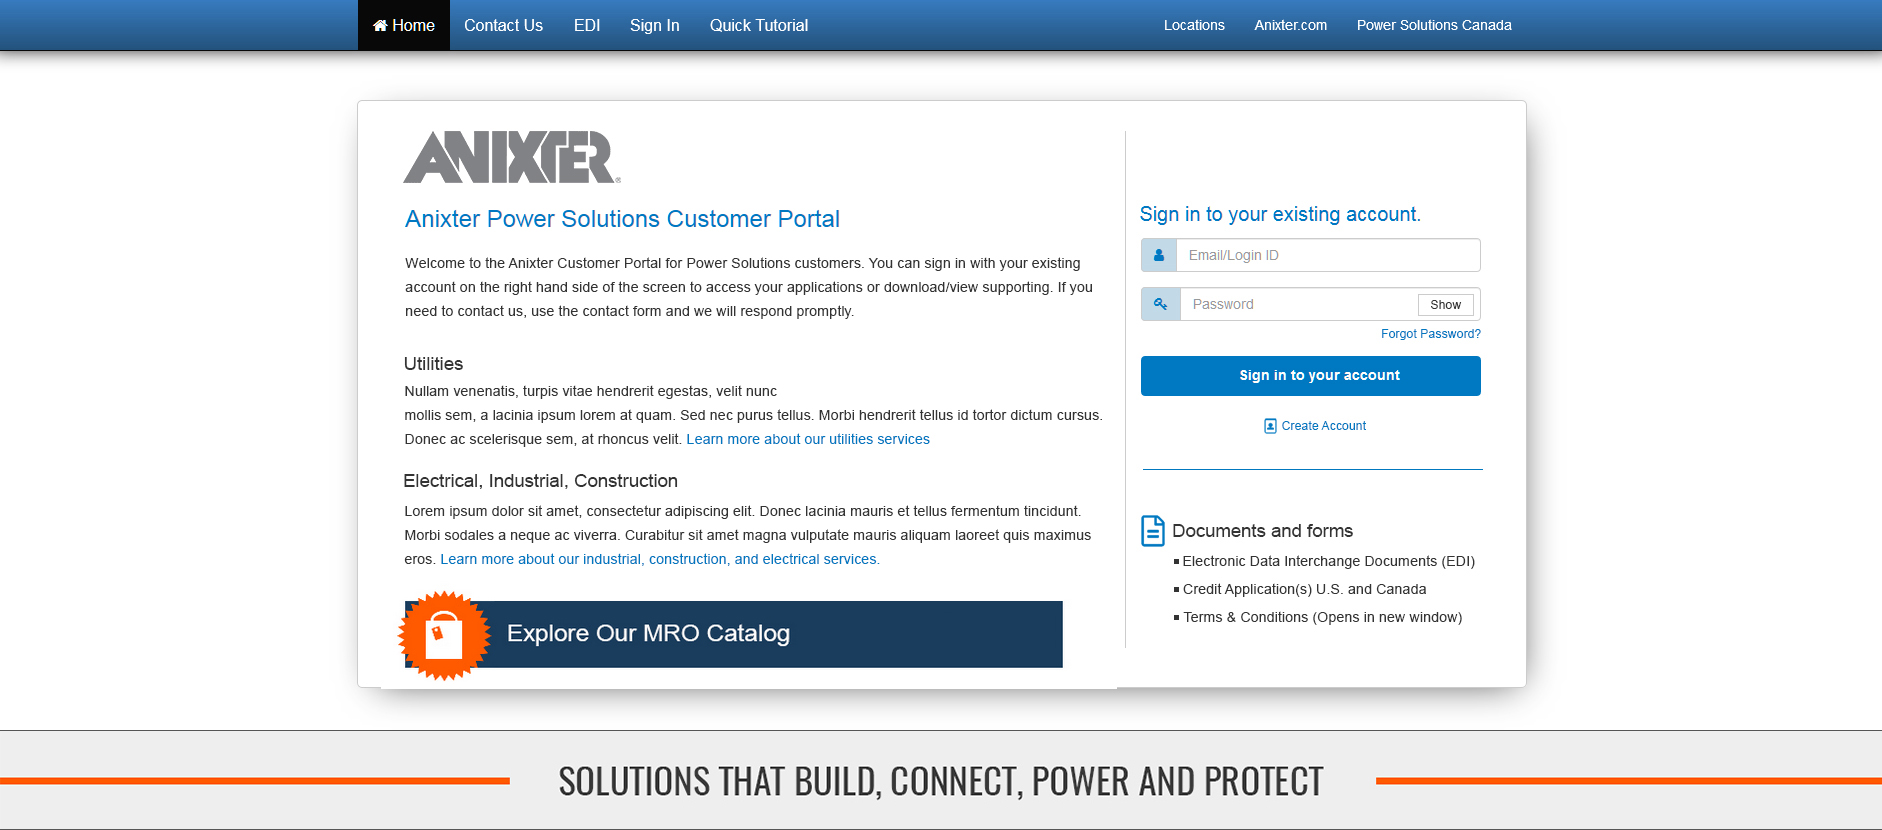 Home Contact Us EDI Sign In Quick Tutorial Locations Anixter.com Power Solutions Canada
ANIXTER®
Anixter Power Solutions Customer Portal
Welcome to the Anixter Customer Portal for Power Solutions customers. You can sign in with your existing
account on the right hand side of the screen to access your applications or download/view supporting. If you
need to contact us, use the contact form and we will respond promptly.
Utilities
Nullam venenatis, turpis vitae hendrerit egestas, velit nunc
mollis sem, a lacinia ipsum lorem at quam. Sed nec purus tellus. Morbi hendrerit tellus id tortor dictum cursus.
Donec ac scelerisque sem, at rhoncus velit. Learn more about our utilities services
Electrical, Industrial, Construction
Lorem ipsum dolor sit amet, consectetur adipiscing elit. Donec lacinia mauris et tellus fermentum tincidunt.
Morbi sodales a neque ac viverra. Curabitur sit amet magna vulputate mauris aliquam laoreet quis maximus
eros. Learn more about our industrial, construction, and electrical services.
Explore Our MRO Catalog
Sign in to your existing account.
Email/Login ID
Password Show
Forgot Password?
Sign in to your account
Create Account
Documents and forms
Electronic Data Interchange Documents (EDI)
Credit Application(s) U.S. and Canada
Terms & Conditions (Opens in new window)
SOLUTIONS THAT BUILD, CONNECT, POWER AND PROTECT